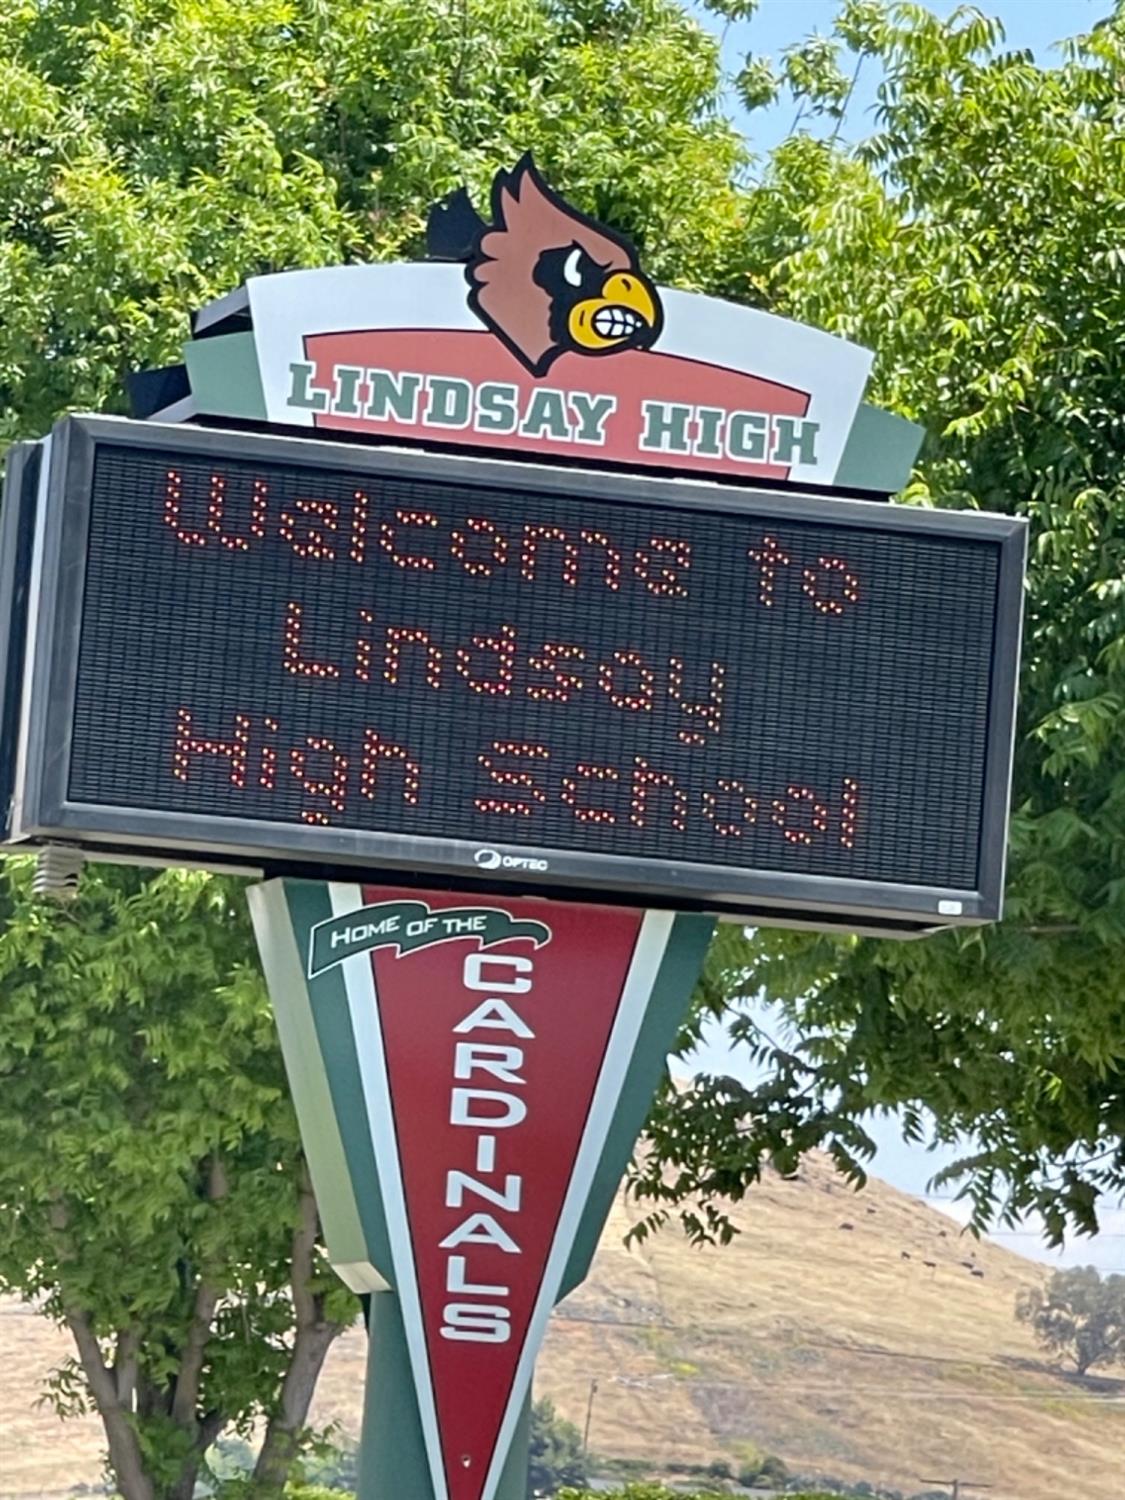 LINDSAY HIGH
Welcome to
Lindsay
High School
OPTEC
HOME OF THE
CARDINALS